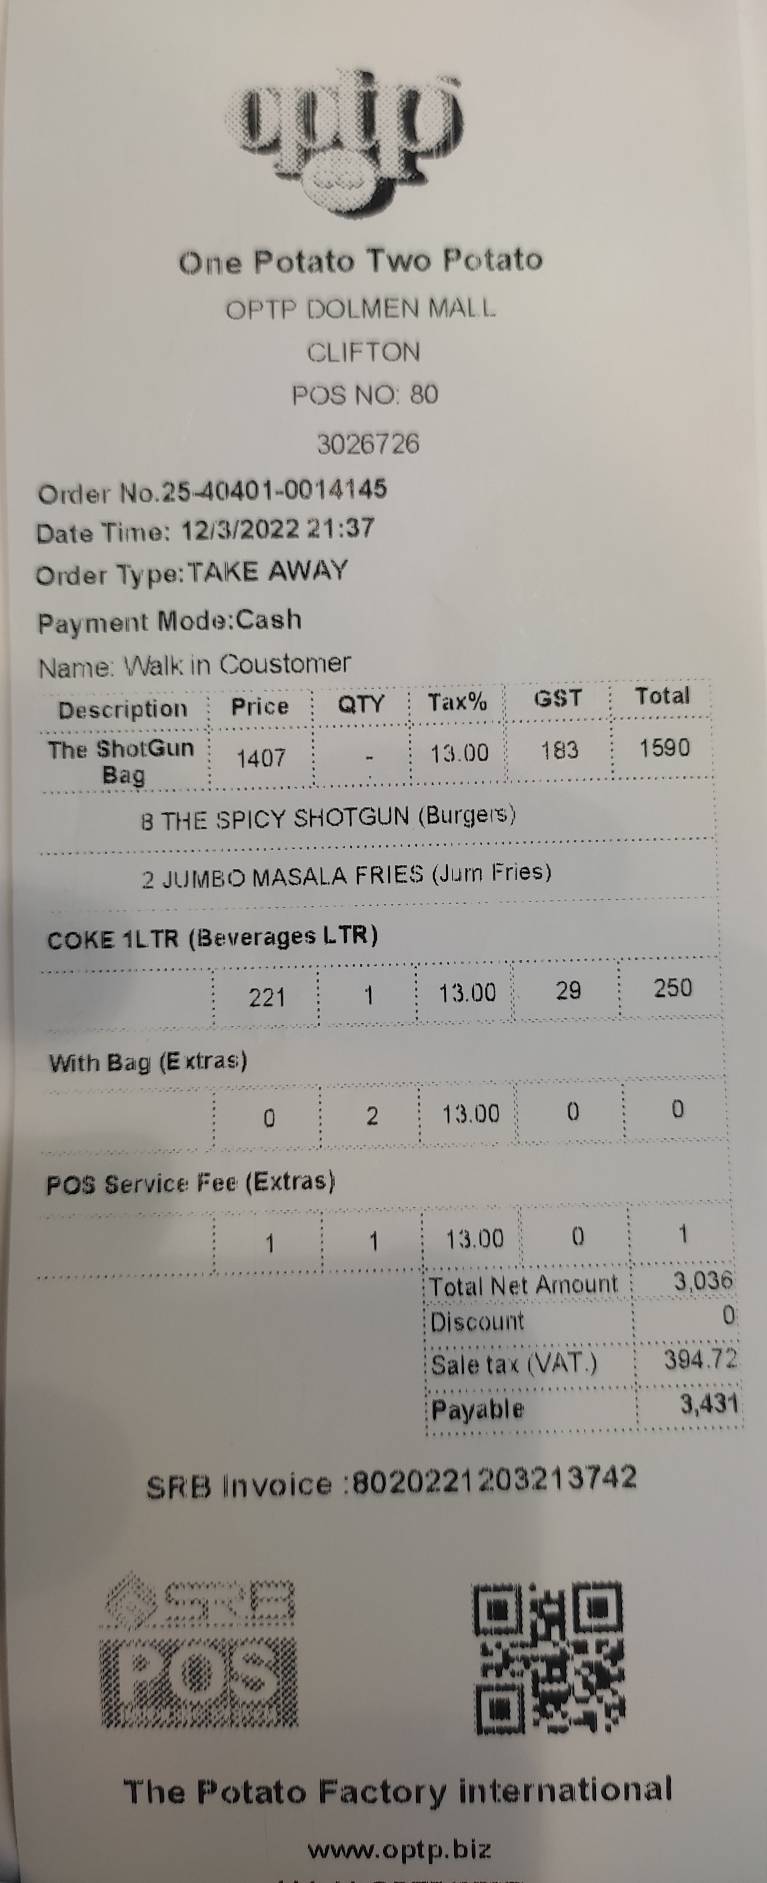 optp
One Potato Two Potato
OPTP DOLMEN MALL
CLIFTON
POS NO: 80
3026726
Order No.25-40401-0014145
Date Time: 12/3/2022 21:37
Order Type:TAKE AWAY
Payment Mode:Cash
Name: Walk in Coustomer
Description Price QTY Tax% GST Total
The ShotGun Bag 1407 - 13.00 183 1590
8 THE SPICY SHOTGUN (Burgers)
2 JUMBO MASALA FRIES (Jum Fries)
COKE 1LTR (Beverages LTR)
221 1 13.00 29 250
With Bag (Extras)
0 2 13.00 0 0
POS Service Fee (Extras)
1 1 13.00 0 1
Total Net Amount 3,036
Discount 0
Sale tax (VAT.) 394.72
Payable 3,431
SRB Invoice :8020221203213742
SRB
POS
The Potato Factory international
www.optp.biz